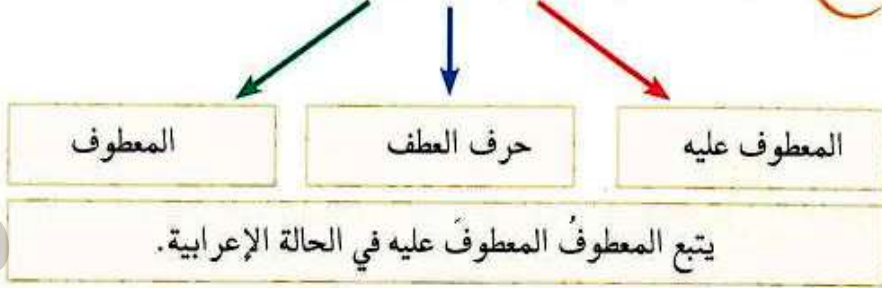 المعطوف عليه
حرف العطف
المعطوف
يتبع المعطوفُ المعطوفَ عليه في الحالة الإعرابية.